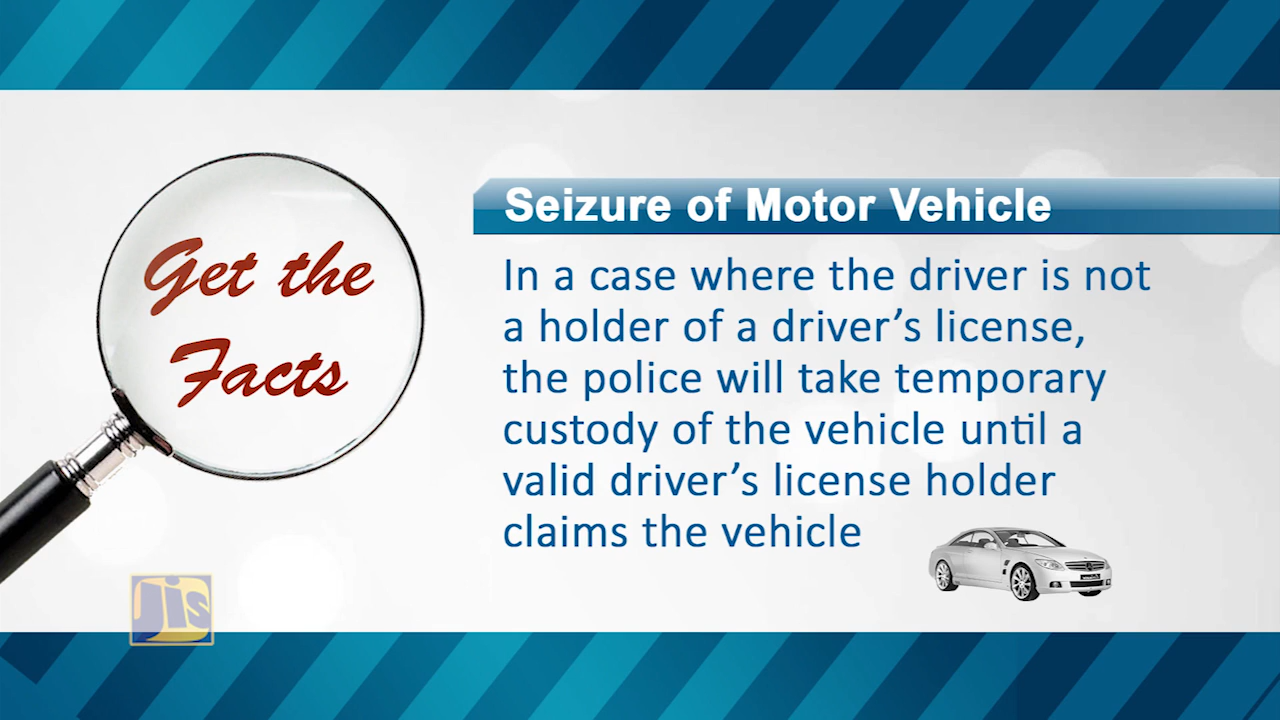 Get the
Facts
Seizure of Motor Vehicle
In a case where the driver is not
a holder of a driver’s license,
the police will take temporary
custody of the vehicle until a
valid driver’s license holder
claims the vehicle
jis